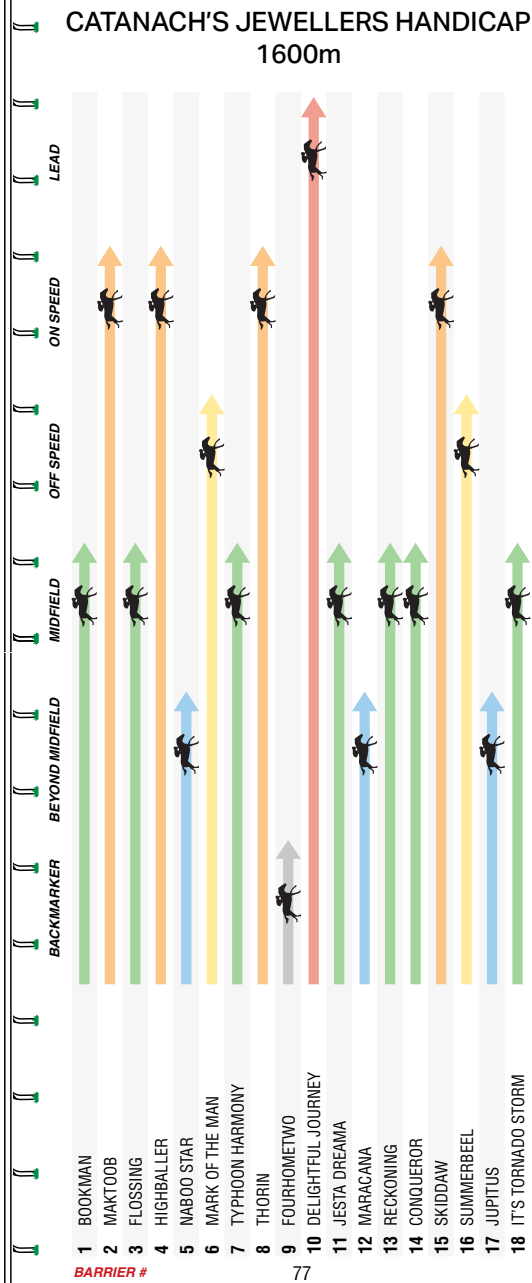 CATANACH'S JEWELLERS HANDICAP
1600m
LEAD
ON SPEED
OFF SPEED
MIDFIELD
BEYOND MIDFIELD
BACKMARKER
1 BOOKMAN
2 MAKTOOB
3 FLOSSING
4 HIGHBALLER
5 NABOO STAR
6 MARK OF THE MAN
7 TYPHOON HARMONY
8 THORIN
9 FOURHOMETWO
10 DELIGHTFUL JOURNEY
11 JESTA DREAMA
12 MARACANA
13 RECKONING
14 CONQUEROR
15 SKIDDAW
16 SUMMERBEEL
17 JUPITUS
18 IT'S TORNADO STORM
BARRIER #
77